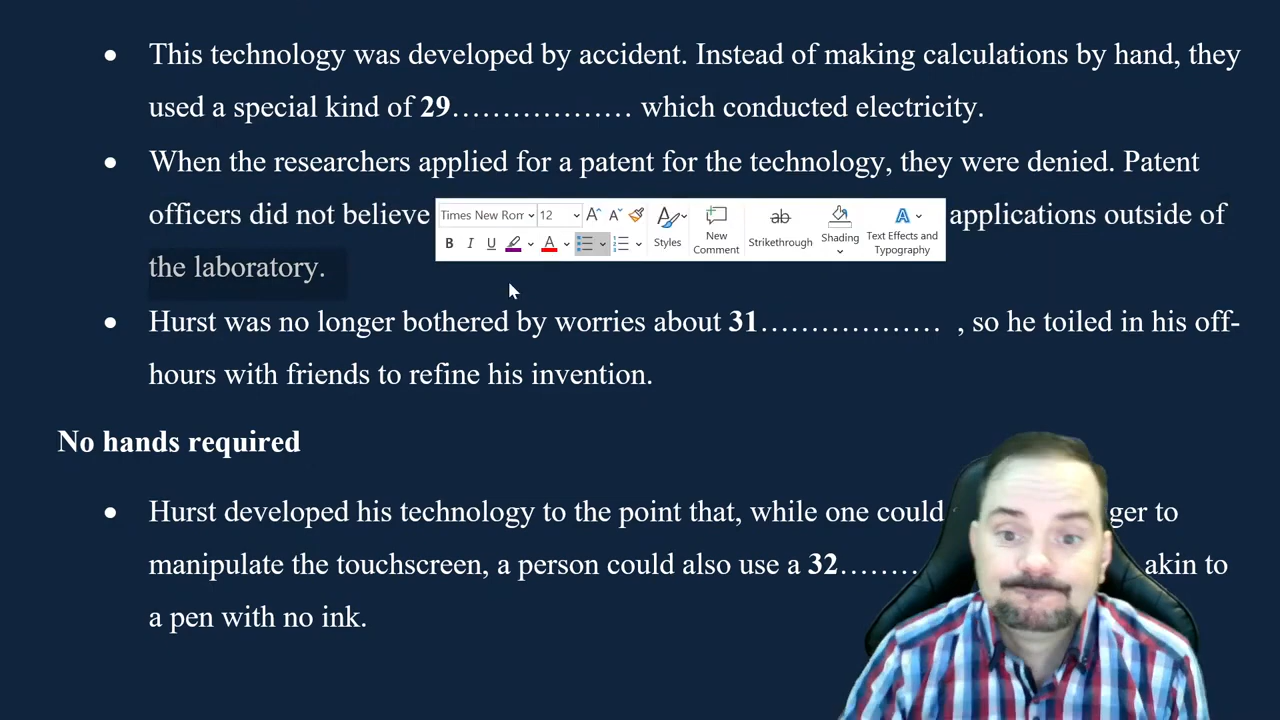 • This technology was developed by accident. Instead of making calculations by hand, they
used a special kind of 29……………….. which conducted electricity.
• When the researchers applied for a patent for the technology, they were denied. Patent
officers did not believe applications outside of
Times New Ron 12
Styles New Comment Strikethrough Shading Text Effects and Typography
B I U A
the laboratory.
• Hurst was no longer bothered by worries about 31……………….. , so he toiled in his off-
hours with friends to refine his invention.
No hands required
• Hurst developed his technology to the point that, while one could ger to
manipulate the touchscreen, a person could also use a 32……… akin to
a pen with no ink.